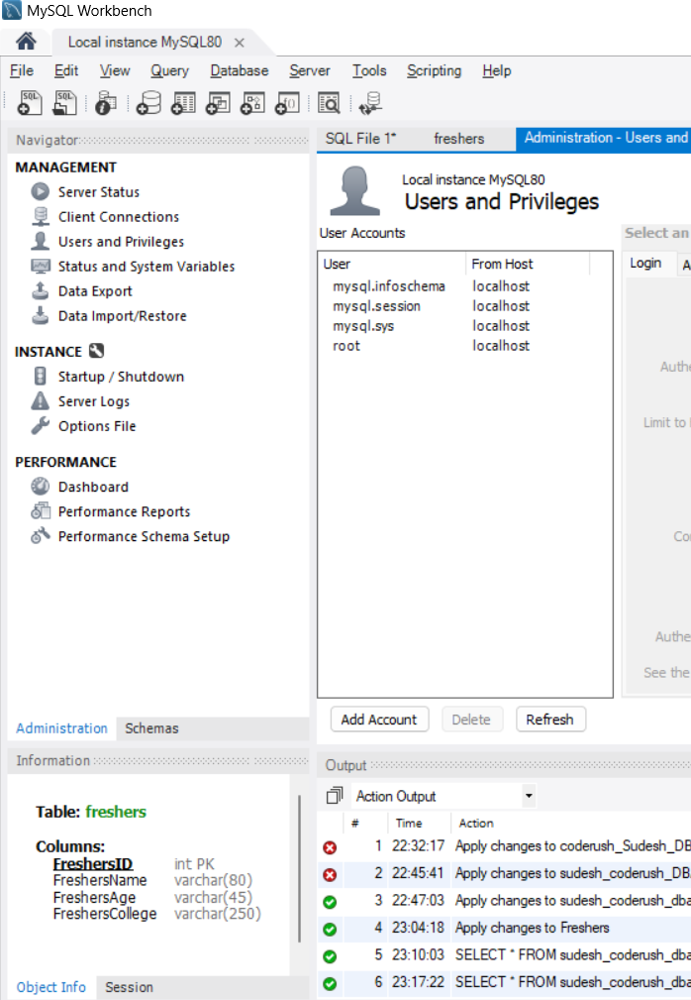 MySQL Workbench
Local instance MySQL80
File Edit View Query Database Server Tools Scripting Help
Navigator
MANAGEMENT
Server Status
Client Connections
Users and Privileges
Status and System Variables
Data Export
Data Import/Restore
INSTANCE
Startup / Shutdown
Server Logs
Options File
PERFORMANCE
Dashboard
Performance Reports
Performance Schema Setup
Administration Schemas
Information
Table: freshers
Columns:
FreshersID int PK
FreshersName varchar(80)
FreshersAge varchar(45)
FreshersCollege varchar(250)
Object Info Session
SQL File 1* freshers Administration - Users and
Local instance MySQL80
Users and Privileges
User Accounts
User From Host
mysql.infoschema localhost
mysql.session localhost
mysql.sys localhost
root localhost
Add Account Delete Refresh
Select an
Login A
Authe
Limit to
Co
Authe
See the
Output
Action Output
# Time Action
1 22:32:17 Apply changes to coderush_Sudesh_DB
2 22:45:41 Apply changes to sudesh_coderush_DB
3 22:47:03 Apply changes to sudesh_coderush_dba
4 23:04:18 Apply changes to Freshers
5 23:10:03 SELECT * FROM sudesh_coderush_dba
6 23:17:22 SELECT * FROM sudesh_coderush_dba